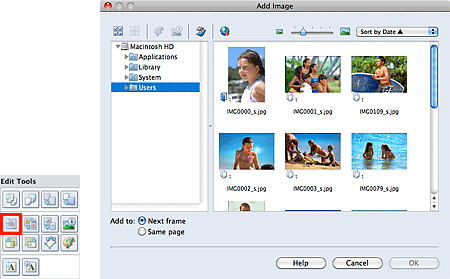 Add Image
Sort by Date ▲
Macintosh HD
Applications
Library
System
Users
IMG0000_s.jpg
IMG0001_s.jpg
IMG0109_s.jpg
IMG0002_s.jpg
IMG0003_s.jpg
IMG0079_s.jpg
Add to:
Next frame
Same page
Help
Cancel
OK
Edit Tools
A
A